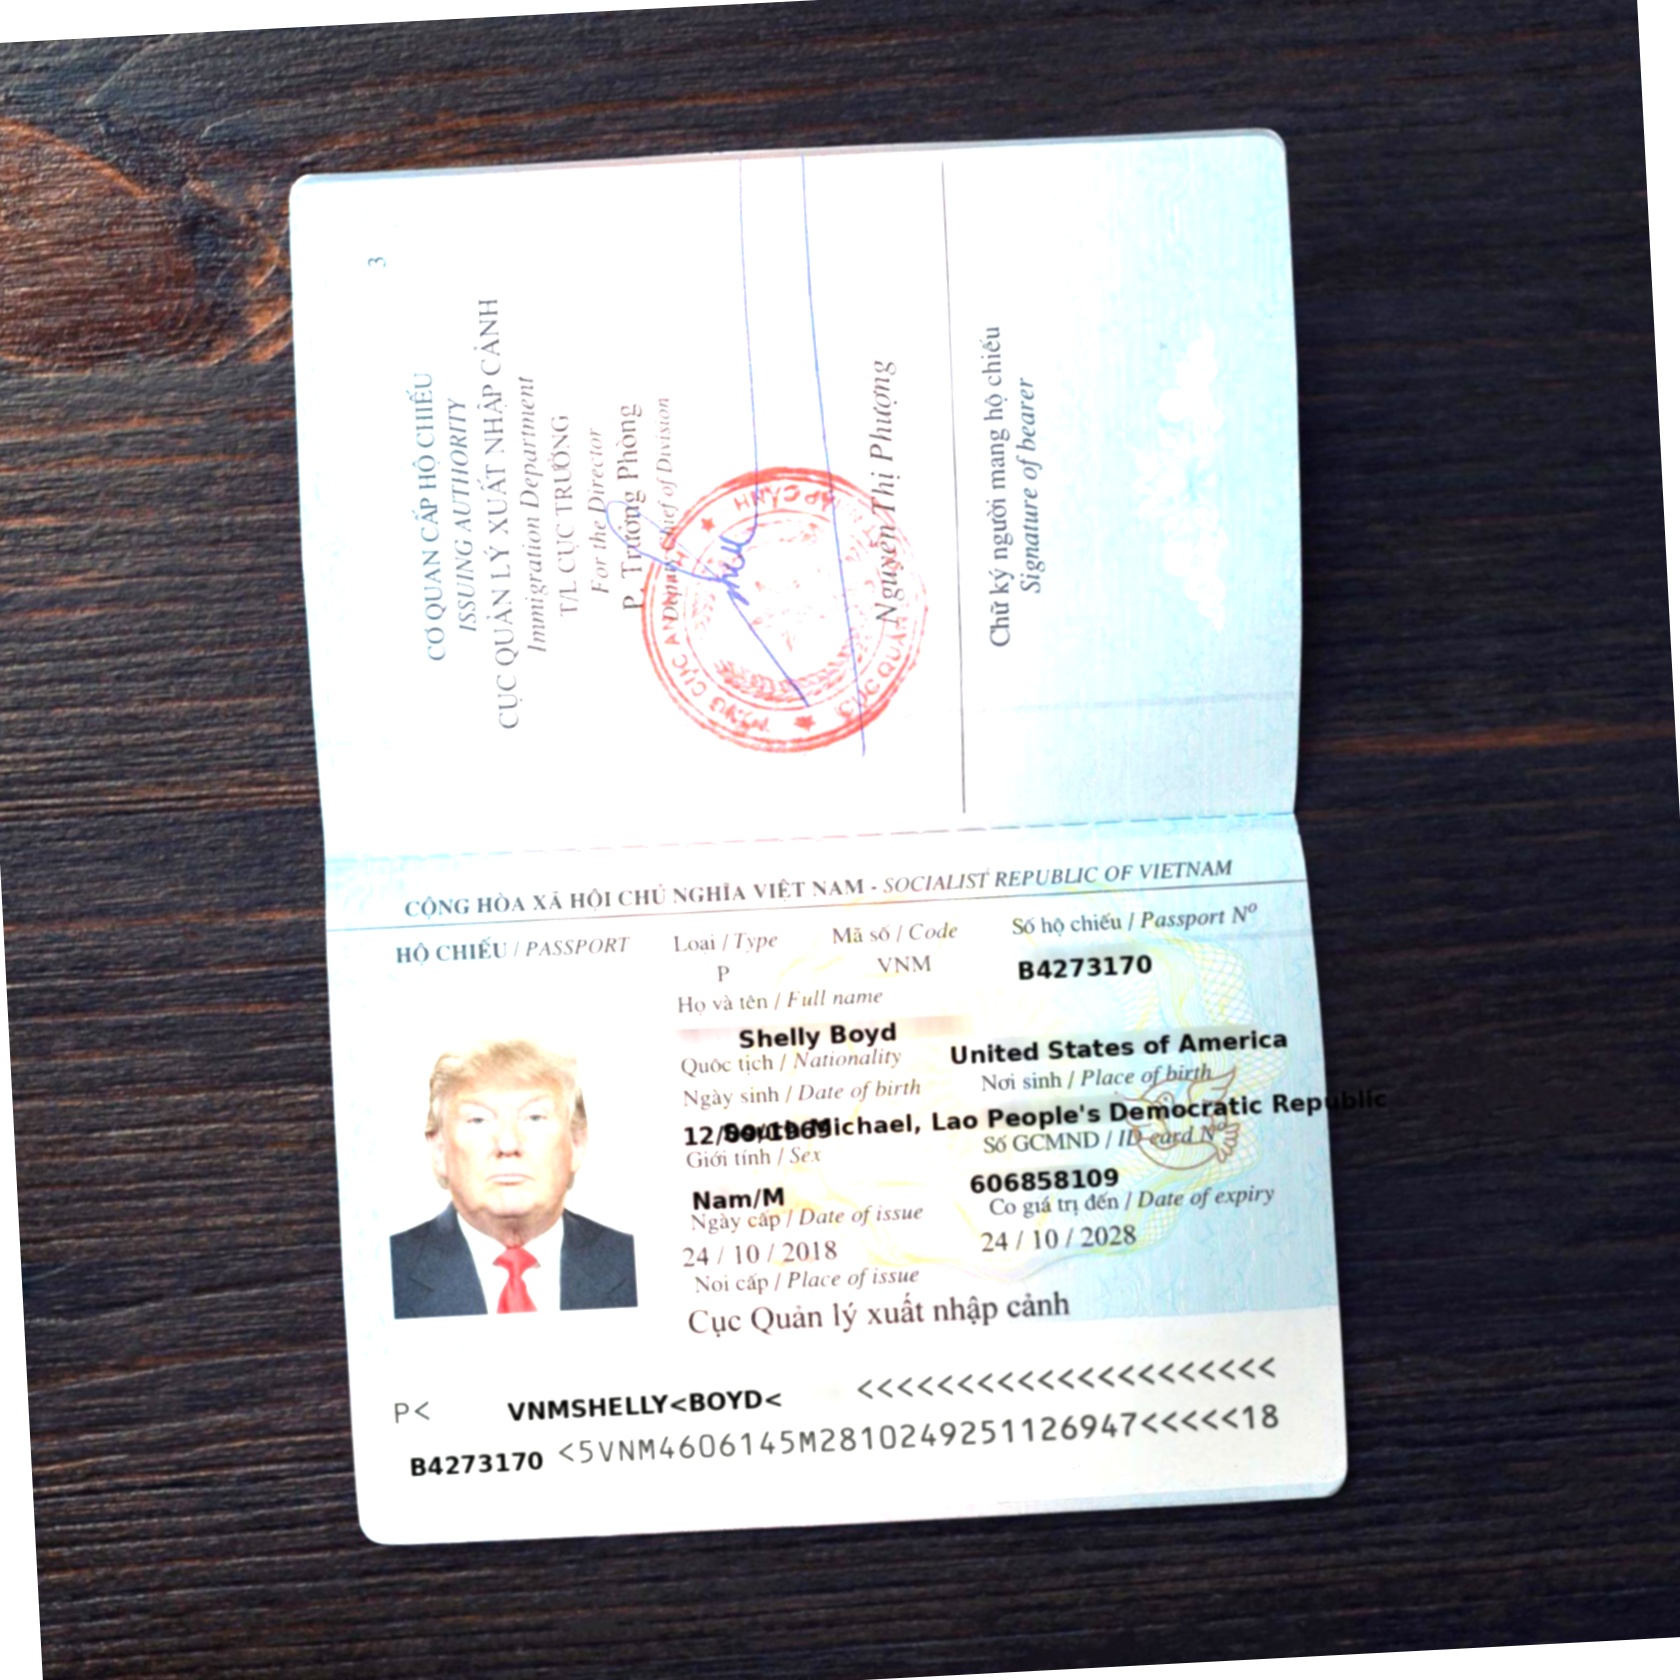 3
CƠ QUAN CẤP HỘ CHIẾU
ISSUING AUTHORITY
CỤC QUẢN LÝ XUẤT NHẬP CẢNH
Immigration Department
T/L CỤC TRƯỞNG
For the Director
P. Trưởng Phòng
Deputy Chief of Division
Nguyễn Thị Phượng
Chữ ký người mang hộ chiếu
Signature of bearer
CỘNG HÒA XÃ HỘI CHỦ NGHĨA VIỆT NAM - SOCIALIST REPUBLIC OF VIETNAM
HỘ CHIẾU / PASSPORT Loại / Type Mã số / Code Số hộ chiếu / Passport Nº
P VNM B4273170
Họ và tên / Full name
Shelly Boyd
Quốc tịch / Nationality United States of America
Ngày sinh / Date of birth Nơi sinh / Place of birth
12/09/1969 Michael, Lao People's Democratic Republic
Giới tính / Sex Số GCMND / ID card Nº
Nam/M 606858109
Ngày cấp / Date of issue Co giá trị đến / Date of expiry
24 / 10 / 2018 24 / 10 / 2028
Noi cấp / Place of issue
Cục Quản lý xuất nhập cảnh
P< VNMSHELLY<BOYD< <<<<<<<<<<<<<<<<<<<<<
B4273170 <5VNM4606145M2810249251126947<<<<<18